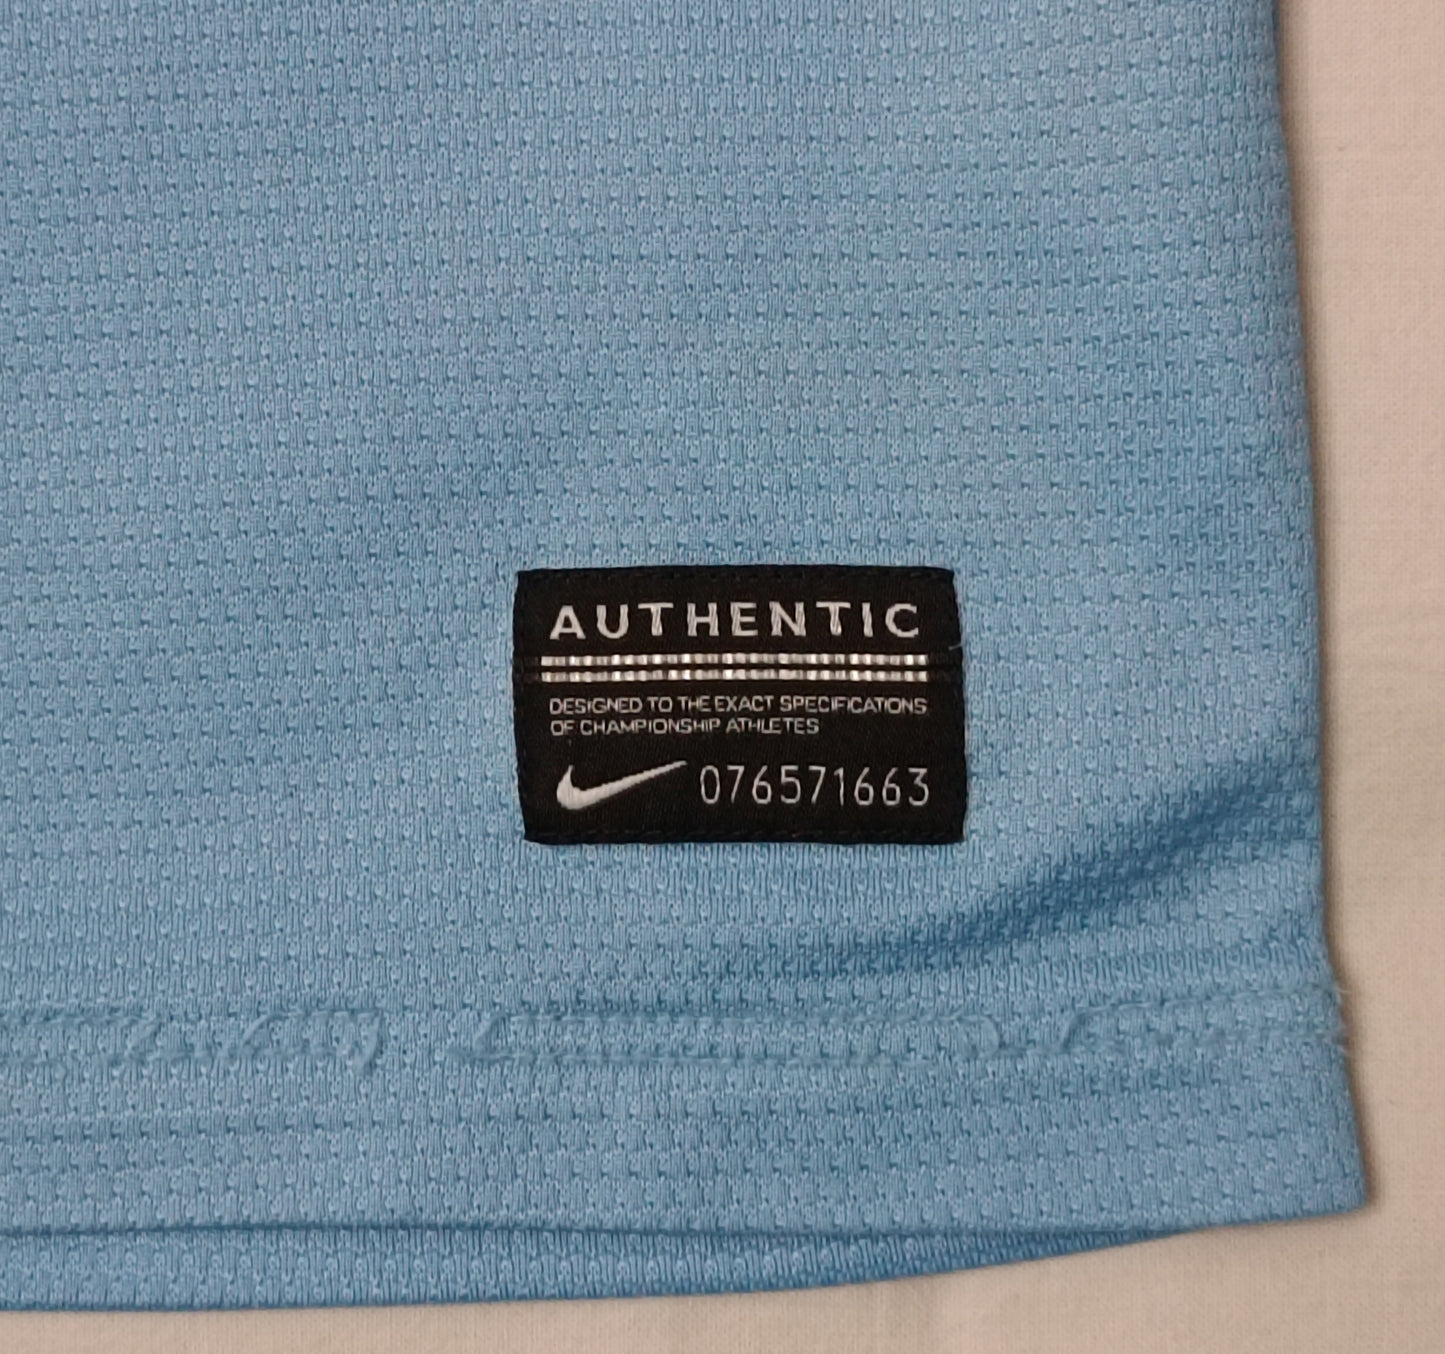 AUTHENTIC
DESIGNED TO THE EXACT SPECIFICATIONS
OF CHAMPIONSHIP ATHLETES
076571663